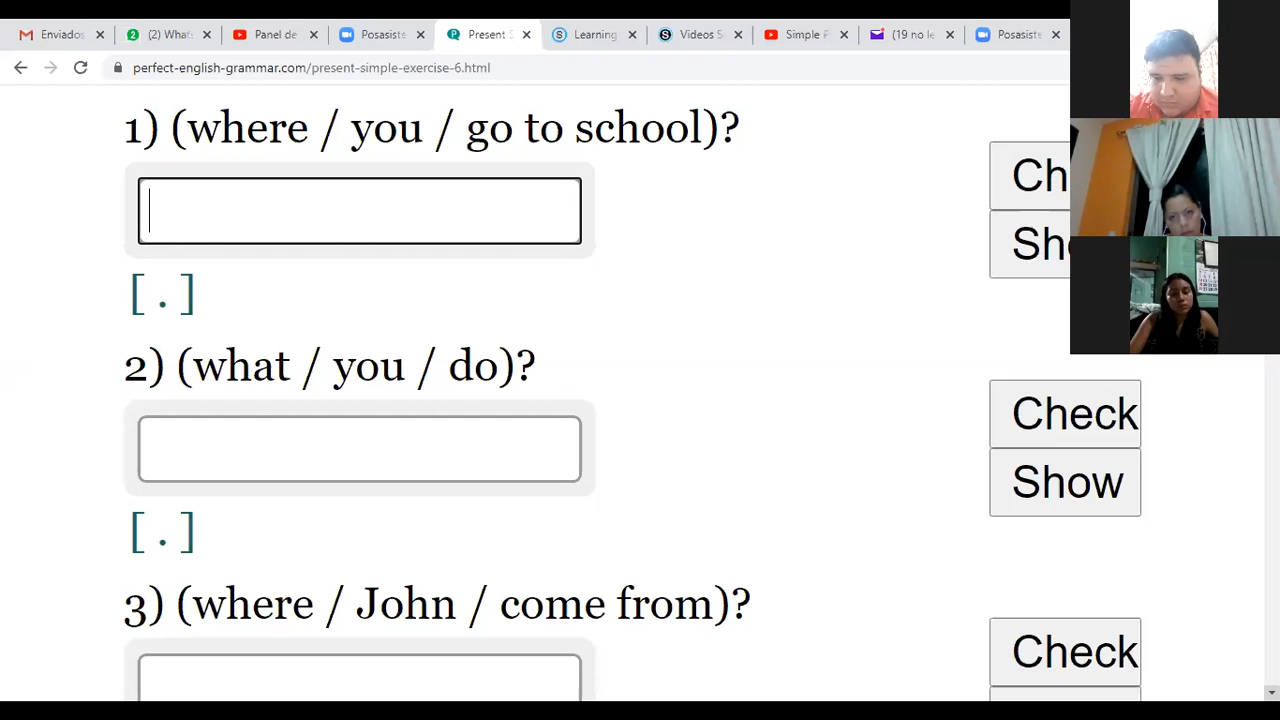 Enviados
(2) What
Panel de
Posasiste
Present S
Learning
Videos S
Simple P
(19 no le
Posasiste
perfect-english-grammar.com/present-simple-exercise-6.html
1) (where / you / go to school)?
Ch
Sh
[ . ]
2) (what / you / do)?
Check
Show
[ . ]
3) (where / John / come from)?
Check